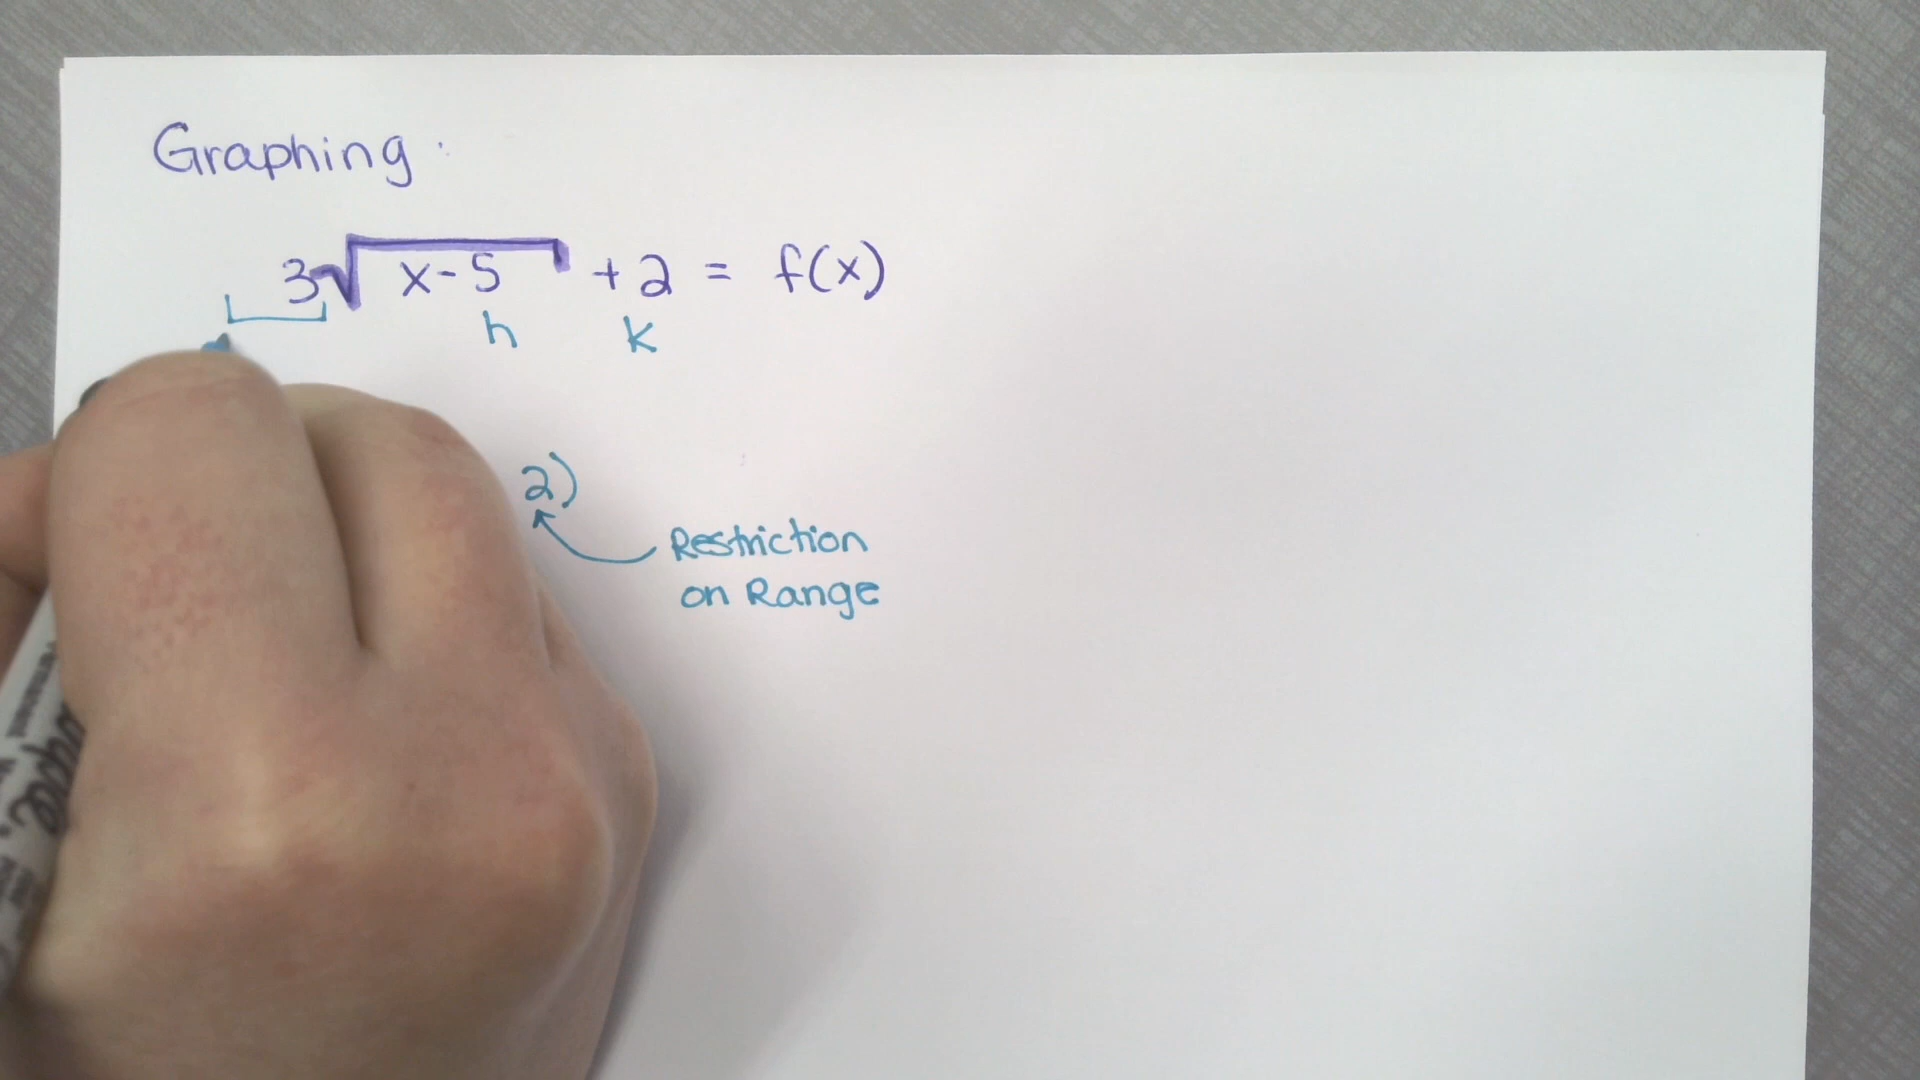 Graphing:
3√x-5 + 2 = f(x)
h k
2)
Restriction
on Range